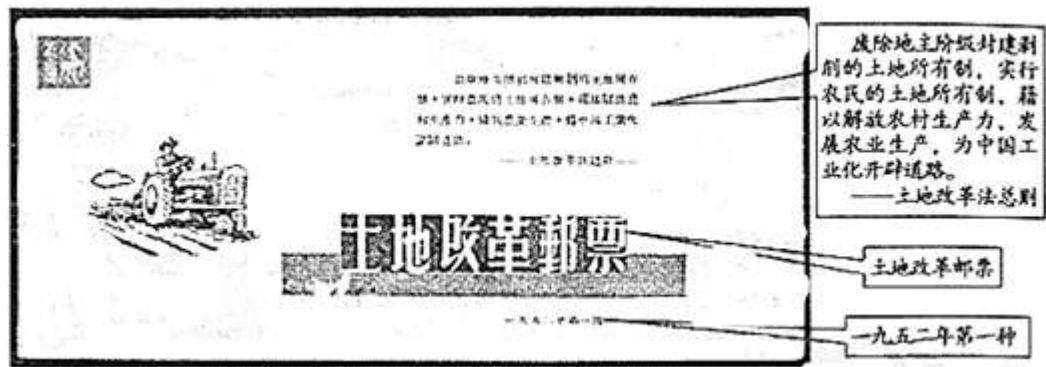 土地改革邮票
废除地主阶级封建剥
削的土地所有制，实行
农民的土地所有制，藉
以解放农村生产力，发
展农业生产，为中国工
业化开辟道路。
——土地改革法总则
土地改革邮票
一九五二年第一种